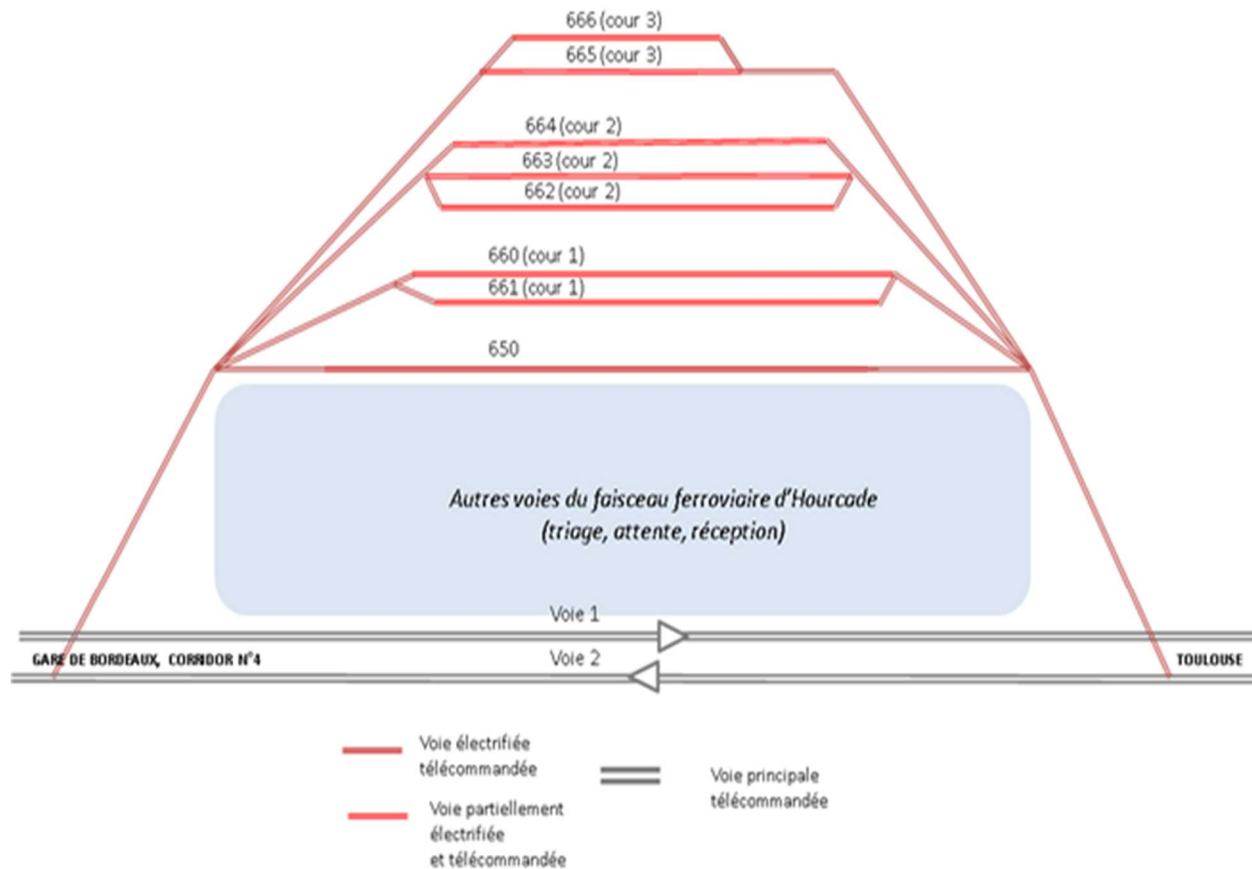 666 (cour 3)
665 (cour 3)
664 (cour 2)
663 (cour 2)
662 (cour 2)
660 (cour 1)
661 (cour 1)
650
Autres voies du faisceau ferroviaire d'Hourcade
(triage, attente, réception)
Voie 1
GARE DE BORDEAUX, CORRIDOR N°4
Voie 2
TOULOUSE
Voie électrifiée
télécommandée
Voie principale
télécommandée
Voie partiellement
électrifiée
et télécommandée